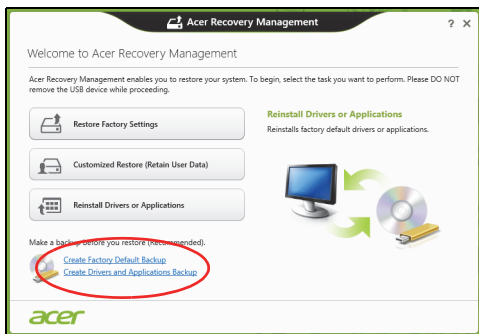 Acer Recovery Management
? X
Welcome to Acer Recovery Management
Acer Recovery Management enables you to restore your system. To begin, select the task you want to perform. Please DO NOT
remove the USB device while proceeding.
Restore Factory Settings
Customized Restore (Retain User Data)
Reinstall Drivers or Applications
Reinstall Drivers or Applications
Reinstalls factory default drivers or applications.
Make a backup before you restore (Recommended).
Create Factory Default Backup
Create Drivers and Applications Backup
acer